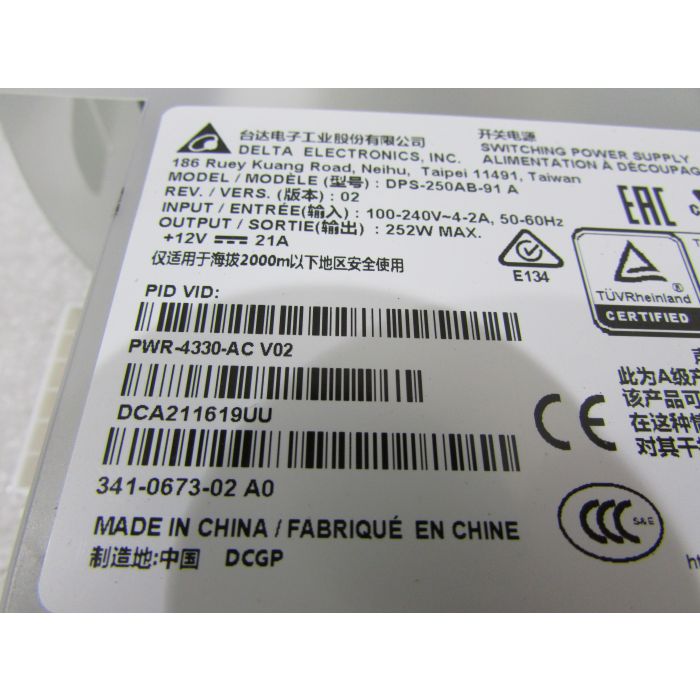 台达电子工业股份有限公司
DELTA ELECTRONICS, INC.
186 Ruey Kuang Road, Neihu, Taipei 11491, Taiwan
开关电源
SWITCHING POWER SUPPLY
ALIMENTATION À DÉCOUPAG
MODEL / MODÈLE (型号) : DPS-250AB-91 A
REV. / VERS. (版本) : 02
INPUT / ENTRÉE(输入) : 100-240V~4-2A, 50-60Hz
OUTPUT / SORTIE(输出) : 252W MAX.
+12V ⎓ 21A
仅适用于海拔2000m以下地区安全使用
EAC
E134
TÜVRheinland ®
CERTIFIED
PID VID:
PWR-4330-AC V02
DCA211619UU
341-0673-02 A0
MADE IN CHINA / FABRIQUÉ EN CHINE
制造地:中国 DCGP
CE
此为A级产
该产品可
在这种情
对其干
CCC S&E
ht